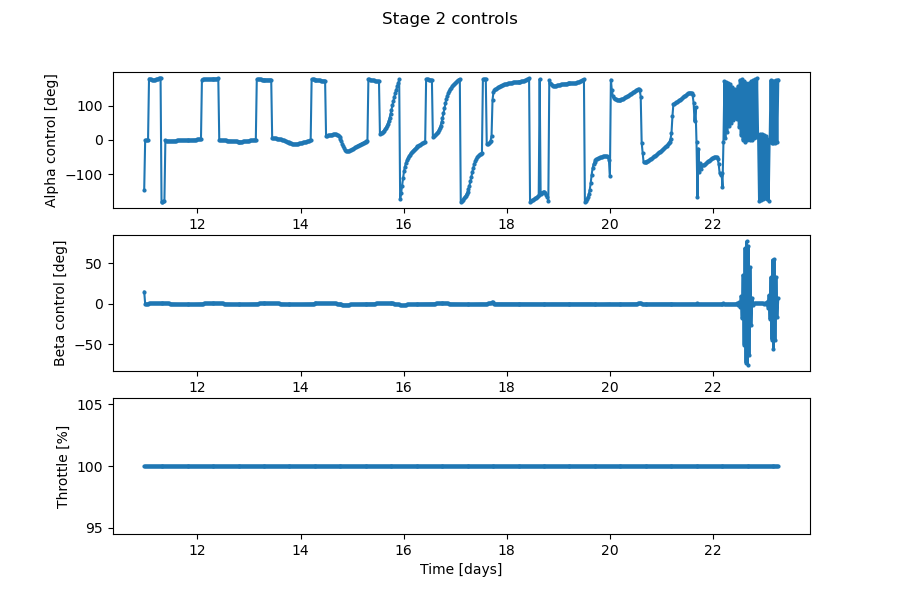 Stage 2 controls
Alpha control [deg]
100
0
−100
12 14 16 18 20 22
Beta control [deg]
50
0
−50
12 14 16 18 20 22
Throttle [%]
105
100
95
12 14 16 18 20 22
Time [days]